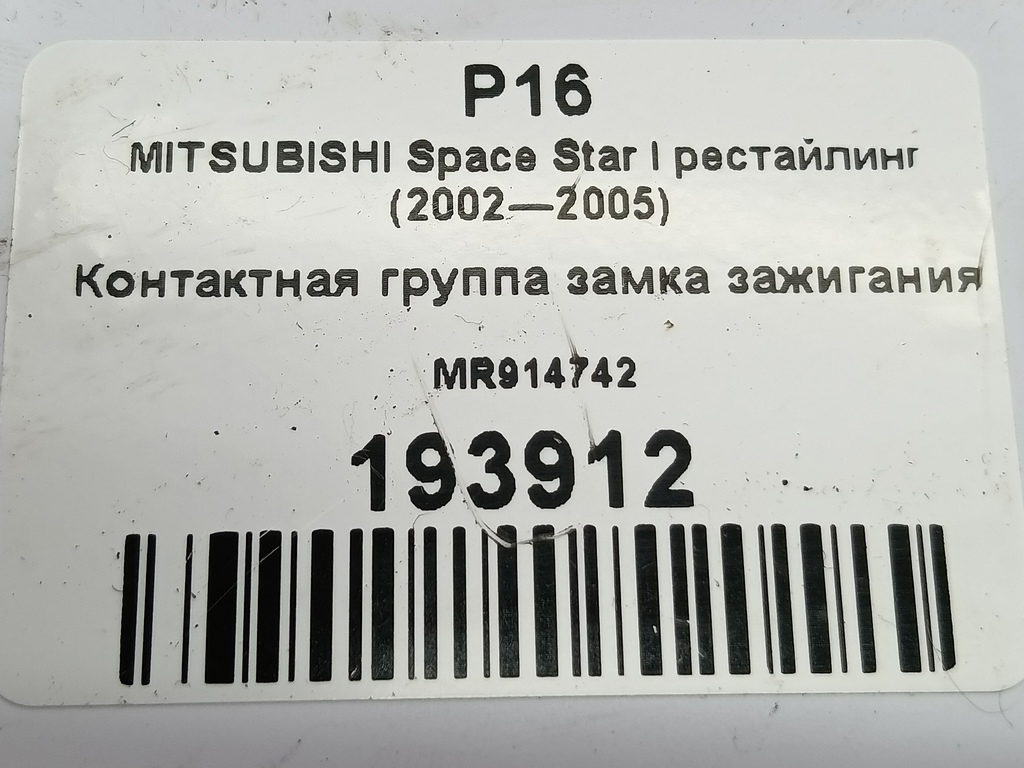 P16
MITSUBISHI Space Star I рестайлинг
(2002—2005)
Контактная группа замка зажигания
MR914742
193912